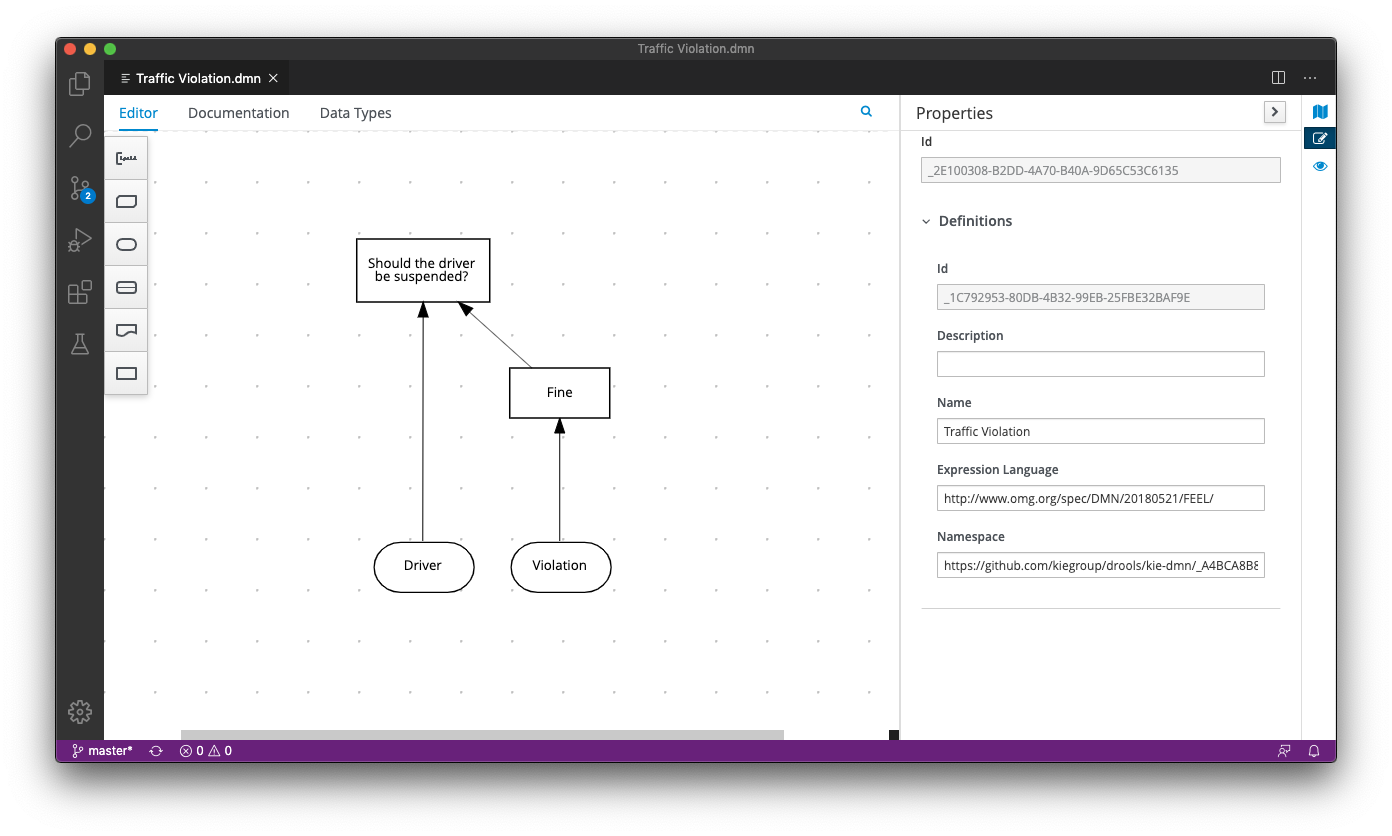 Traffic Violation.dmn
Traffic Violation.dmn
Editor
Documentation
Data Types
Properties
Id
_2E100308-B2DD-4A70-B40A-9D65C53C6135
2
Definitions
Should the driver
be suspended?
Id
_1C792953-80DB-4B32-99EB-25FBE32BAF9E
Description
Fine
Name
Traffic Violation
Expression Language
http://www.omg.org/spec/DMN/20180521/FEEL/
Namespace
https://github.com/kiegroup/drools/kie-dmn/_A4BCA8B8
Driver
Violation
master*
0
0